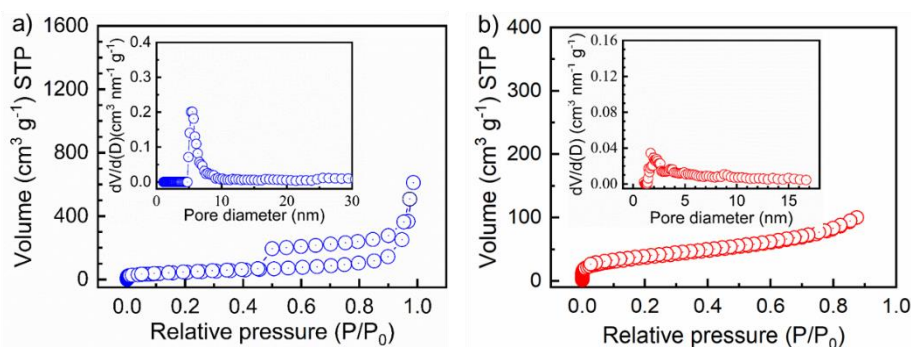 a)
Volume (cm³ g⁻¹) STP
1600
1200
800
400
0
0.0 0.2 0.4 0.6 0.8 1.0
Relative pressure (P/P₀)
dV/d(D)(cm³ nm⁻¹ g⁻¹)
0.4
0.3
0.2
0.1
0.0
0 10 20 30
Pore diameter (nm)
b)
Volume (cm³ g⁻¹) STP
400
300
200
100
0
0.0 0.2 0.4 0.6 0.8 1.0
Relative pressure (P/P₀)
dV/d(D) (cm³ nm⁻¹ g⁻¹)
0.16
0.12
0.08
0.04
0.00
0 5 10 15
Pore diameter (nm)